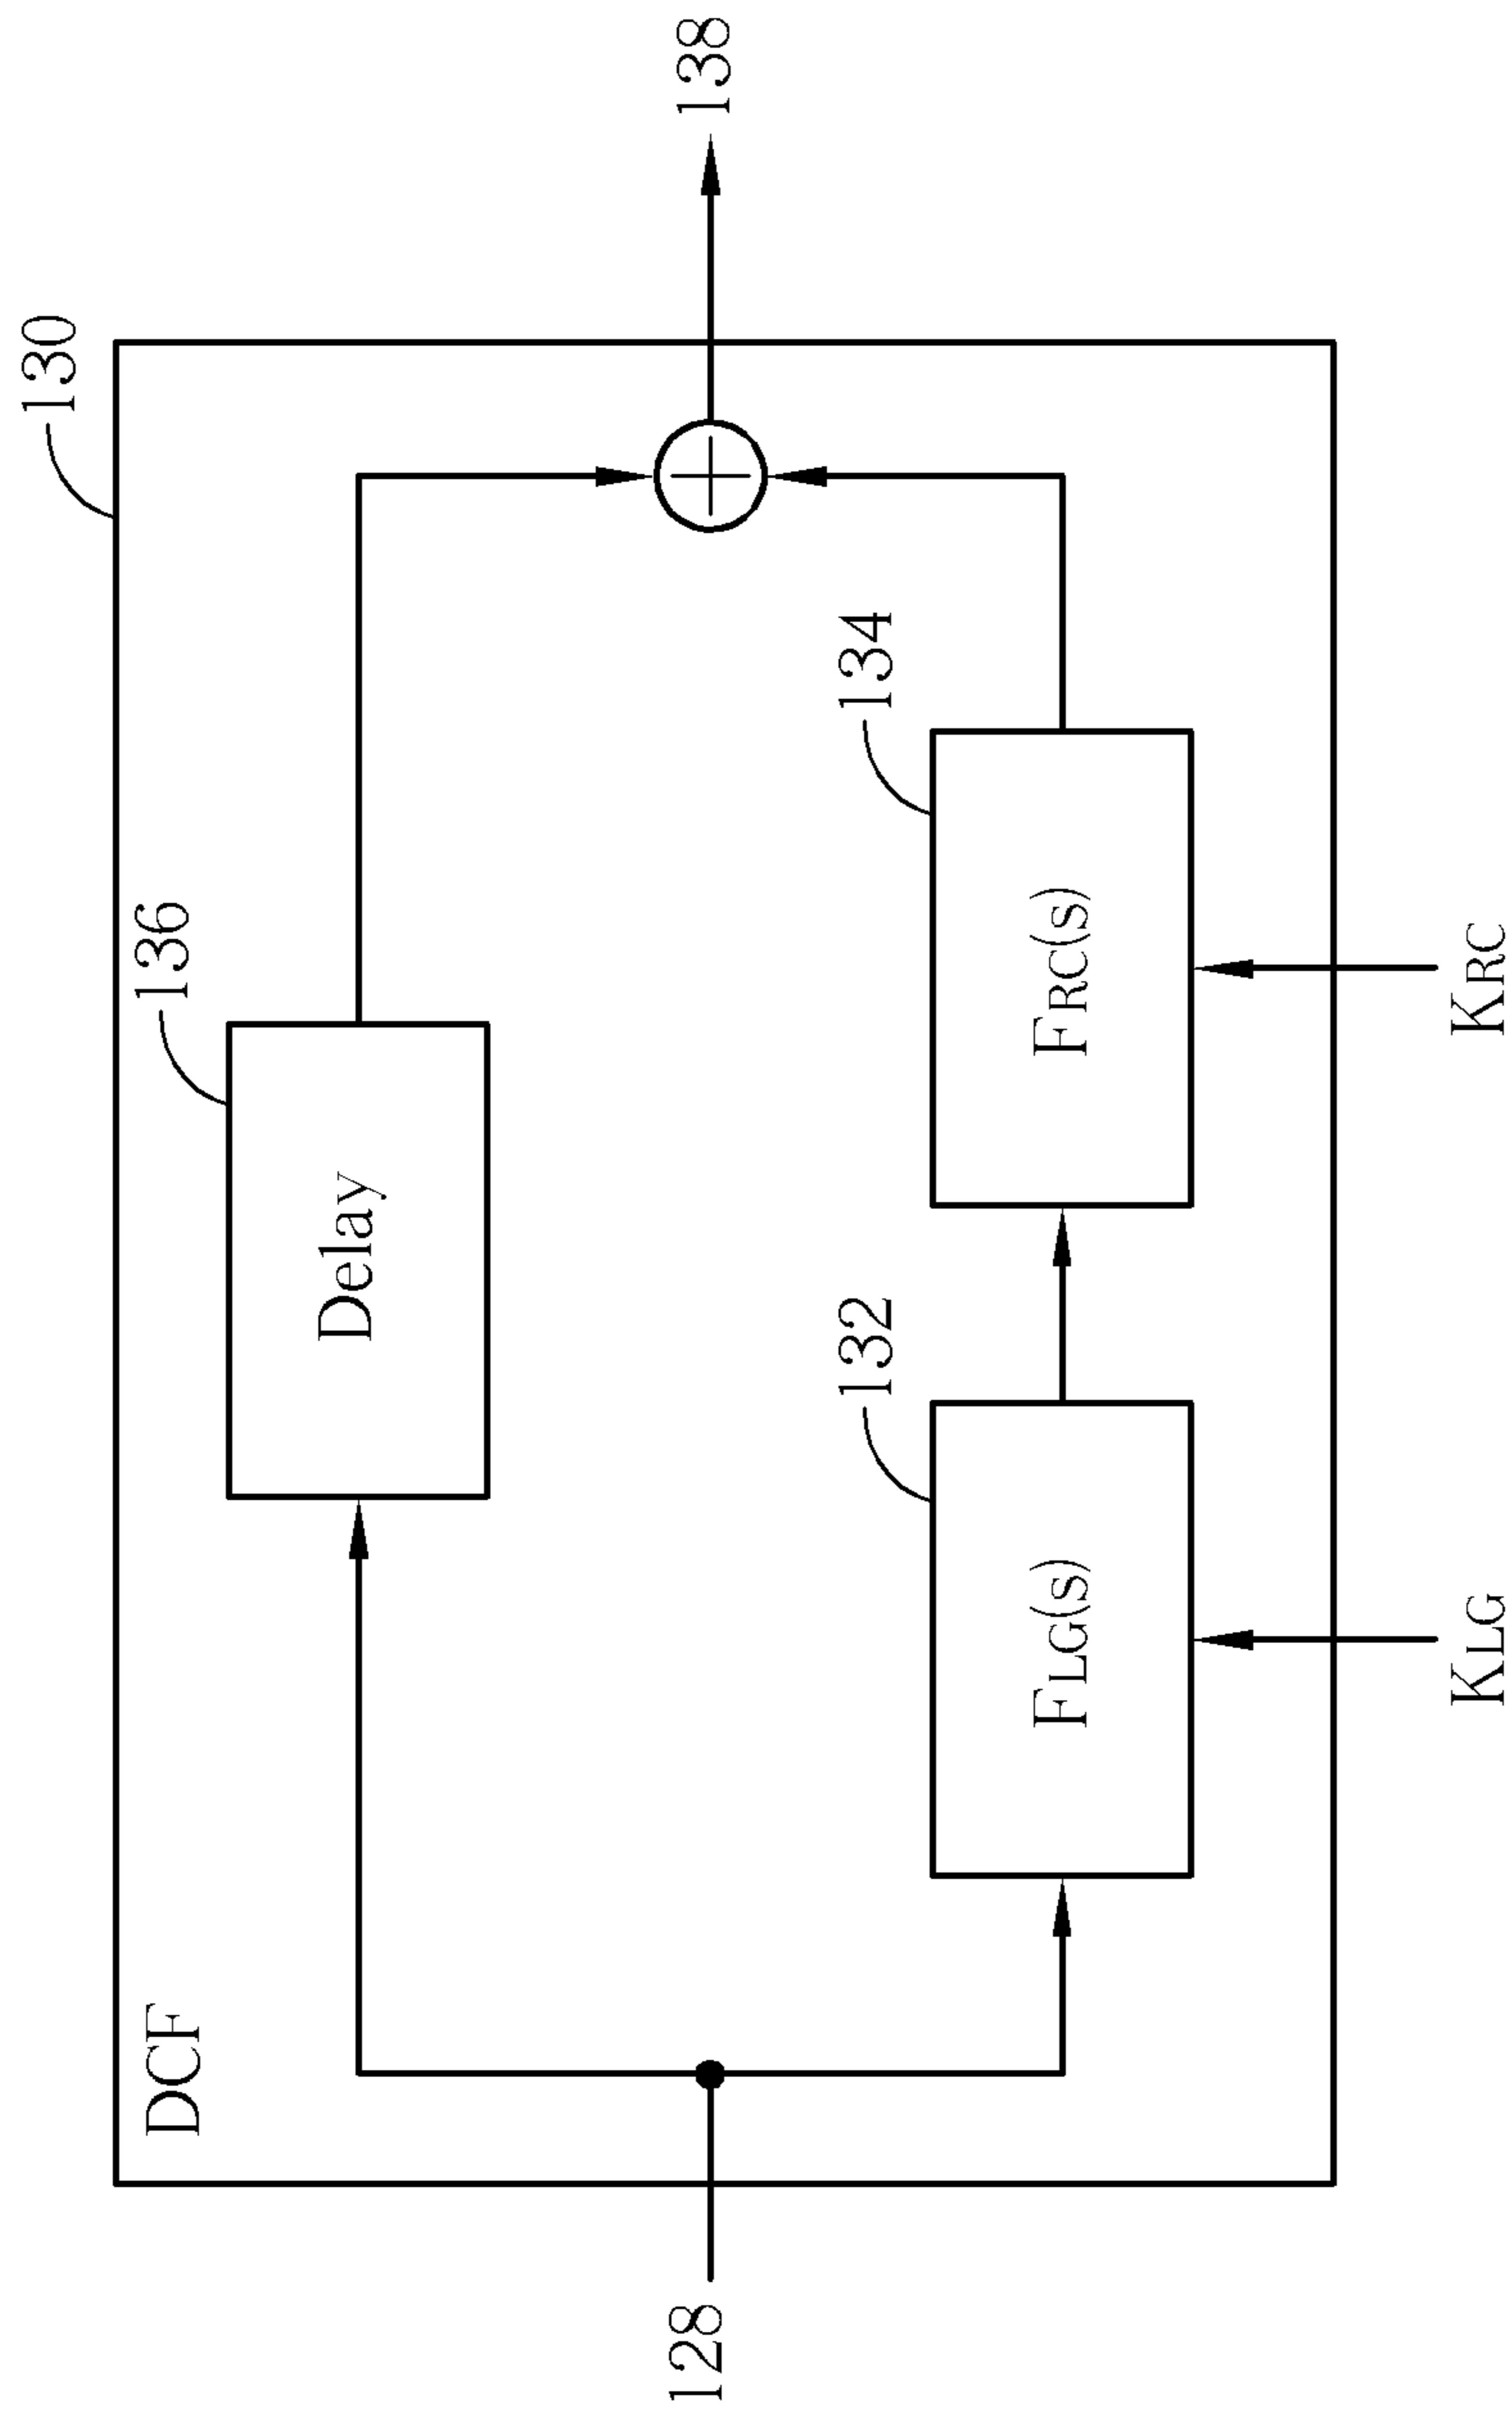 130
DCF
136
Delay
128
138
132
134
FLG(s)
FRC(s)
KLG
KRC